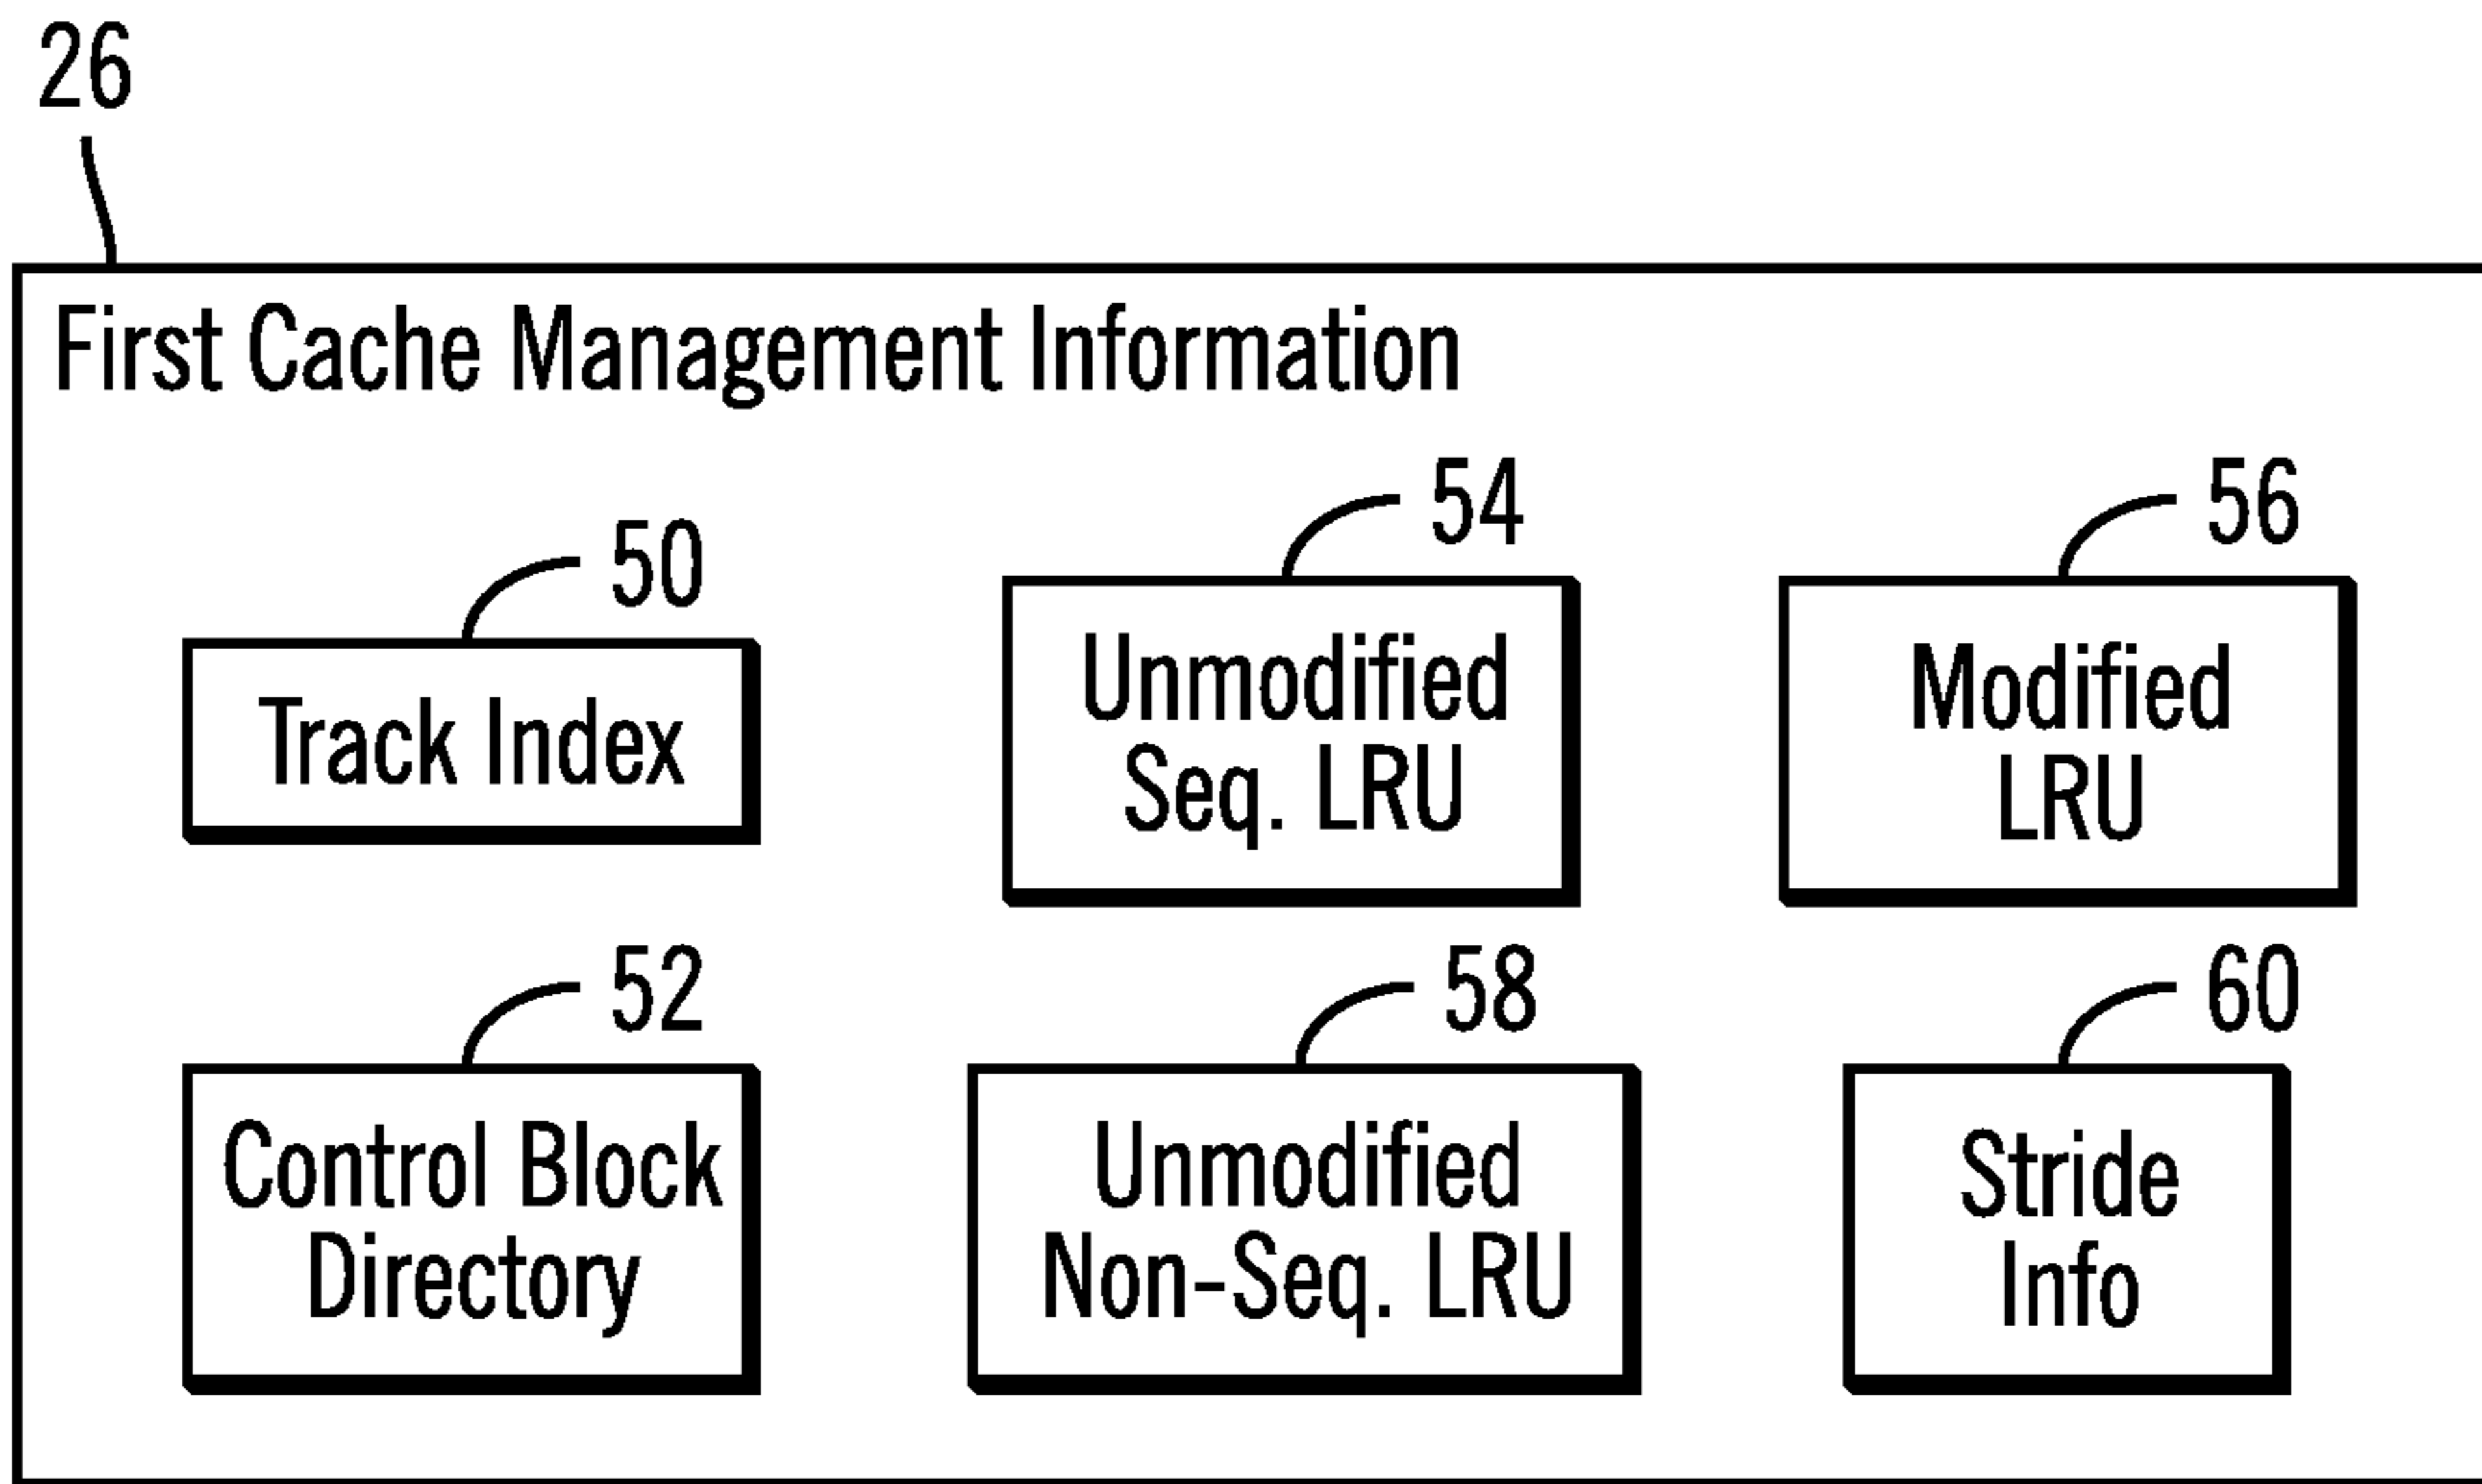 26
First Cache Management Information
50
Track Index
54
Unmodified
Seq. LRU
56
Modified
LRU
52
Control Block
Directory
58
Unmodified
Non-Seq. LRU
60
Stride
Info